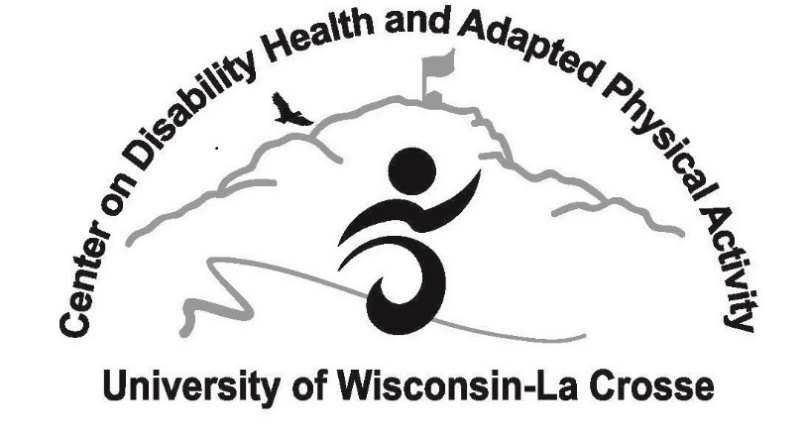 Center on Disability Health and Adapted Physical Activity
University of Wisconsin-La Crosse